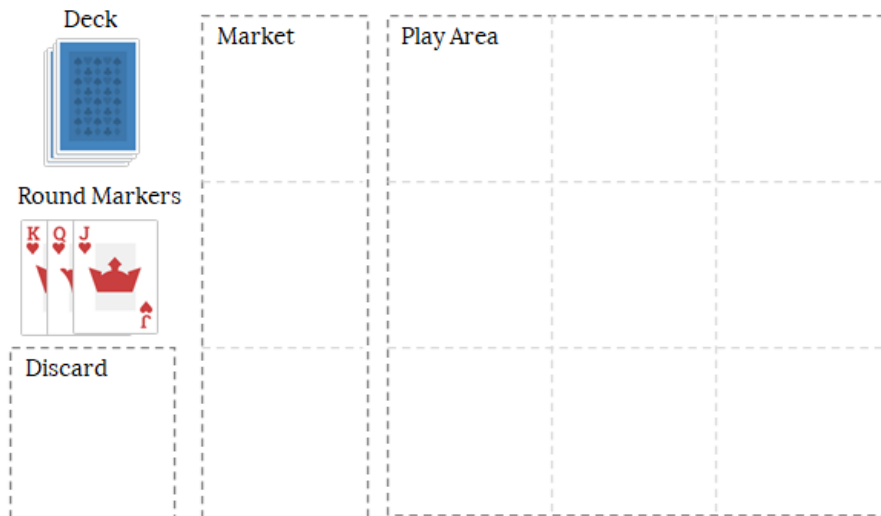 Deck
Market
Play Area
Round Markers
K Q J
J
Discard